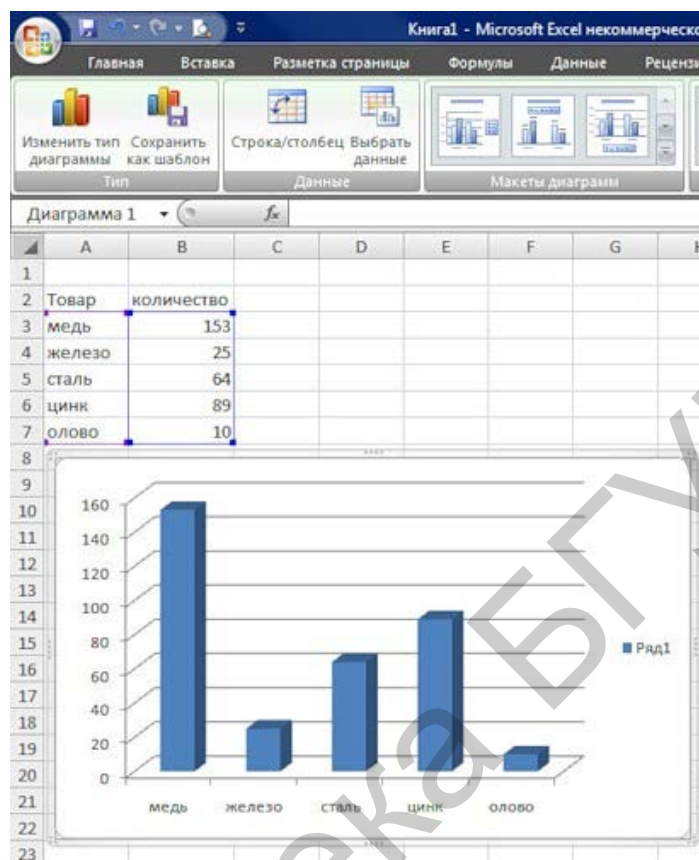 Книга1 - Microsoft Excel некоммерческо
Главная Вставка Разметка страницы Формулы Данные Рецензи
Изменить тип диаграммы
Сохранить как шаблон
Строка/столбец
Выбрать данные
Тип Данные Макеты диаграмм
Диаграмма 1 fx
A B C D E F G
1
2 Товар количество
3 медь 153
4 железо 25
5 сталь 64
6 цинк 89
7 олово 10
8
9
10
11
12
13
14
15
16
17
18
19
20
21
22
23
160
140
120
100
80
60
40
20
0
медь железо сталь цинк олово
Ряд1